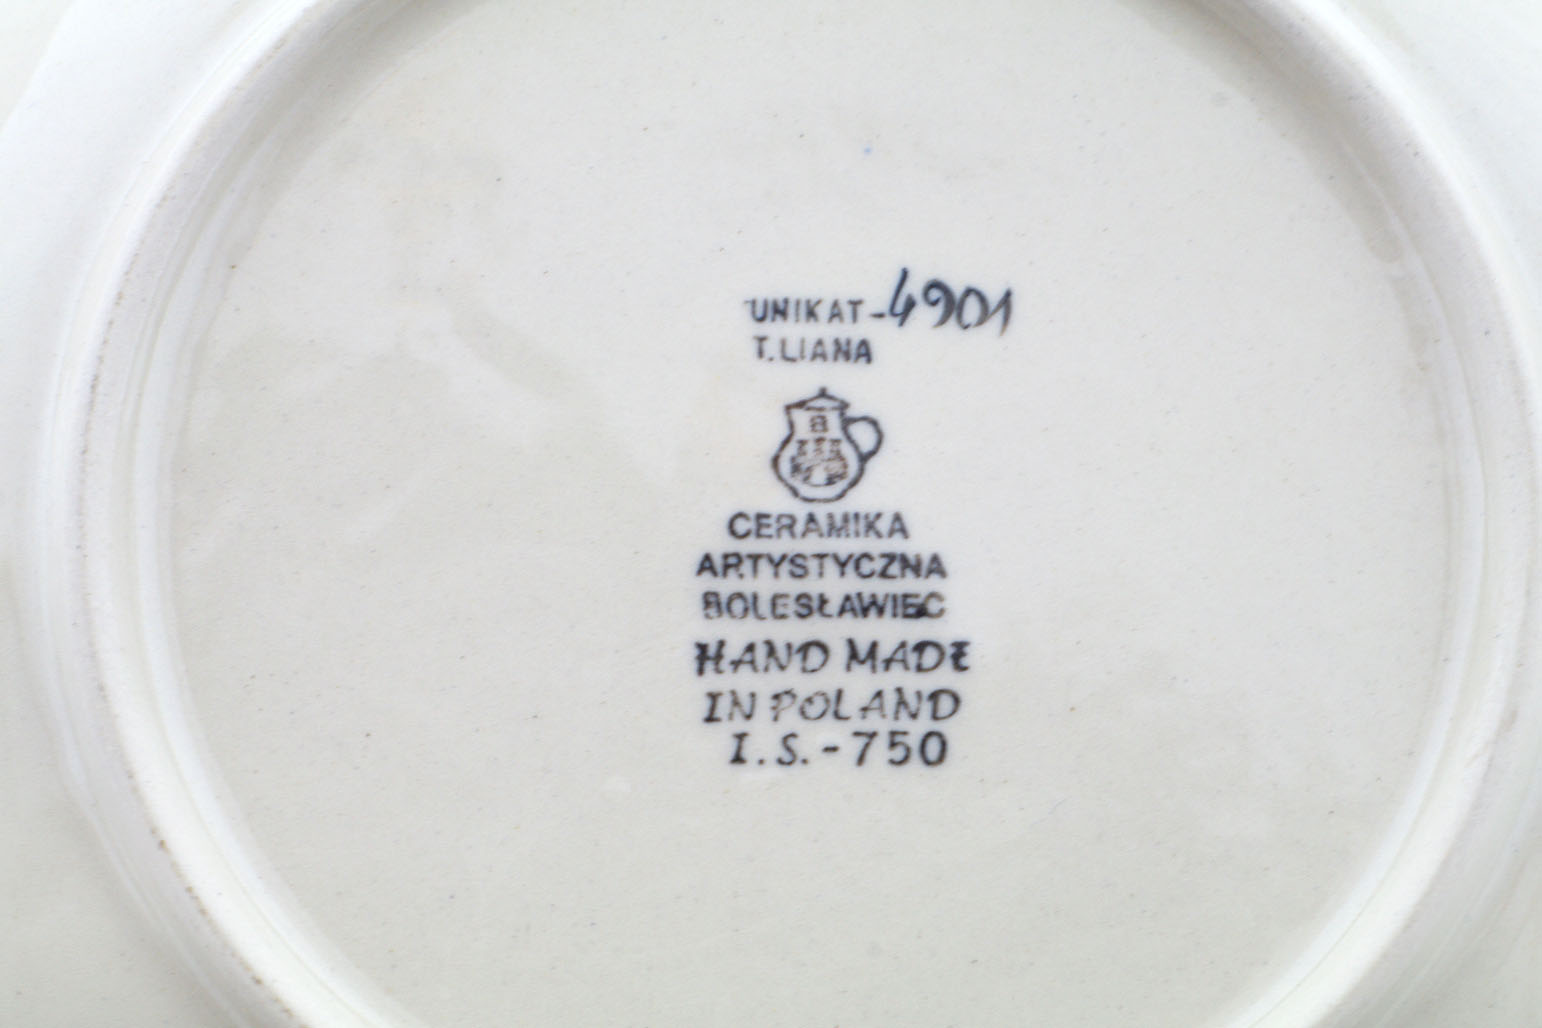 UNIKAT-4901
T. LIANA
B
CERAMIKA
ARTYSTYCZNA
BOLESŁAWIEC
HAND MADE
IN POLAND
I.S.-750